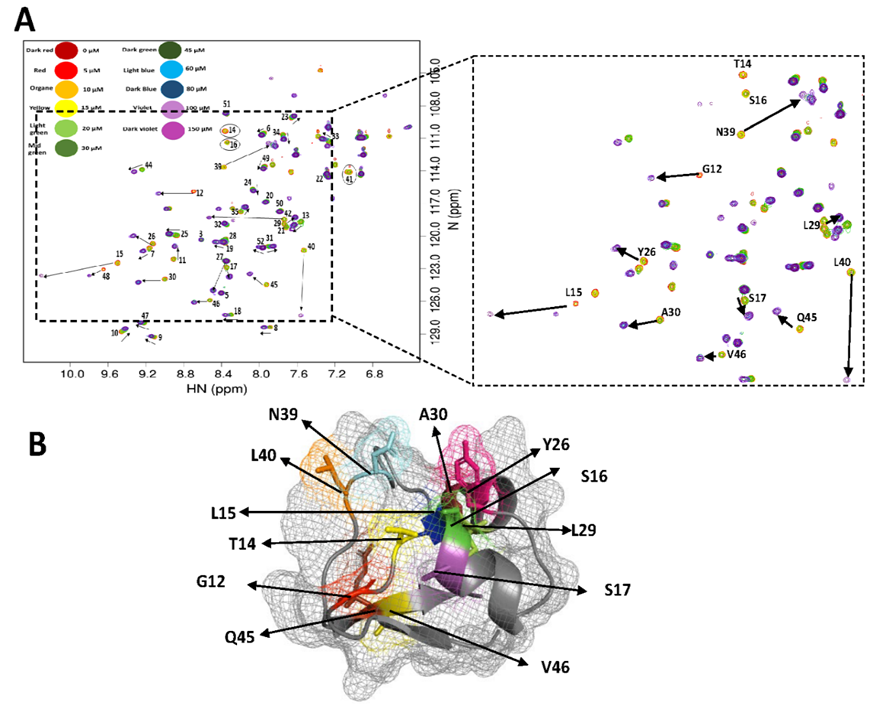 A
Dark red 0 µM
Dark green 45 µM
Red 5 µM
Light blue 60 µM
Organe 10 µM
Dark Blue 80 µM
Yellow 15 µM
Violet 100 µM
Light green 20 µM
Dark violet 150 µM
Mid green 30 µM
51
23
14
6
34
33
16
44
39
49
22
41
12
24
20
50
35
42
13
32
29
21
26
25
3
28
19
52
31
40
7
15
11
27
17
48
30
45
5
46
18
47
10
9
8
106.0
108.0
111.0
114.0
117.0
120.0
123.0
126.0
129.0
N (ppm)
10.0 9.6 9.2 8.8 8.4 8.0 7.6 7.2 6.8
HN (ppm)
T14
S16
N39
G12
L29
Y26
L40
L15
S17
A30
Q45
V46
B
N39
A30
L40
Y26
S16
L15
T14
L29
G12
S17
Q45
V46